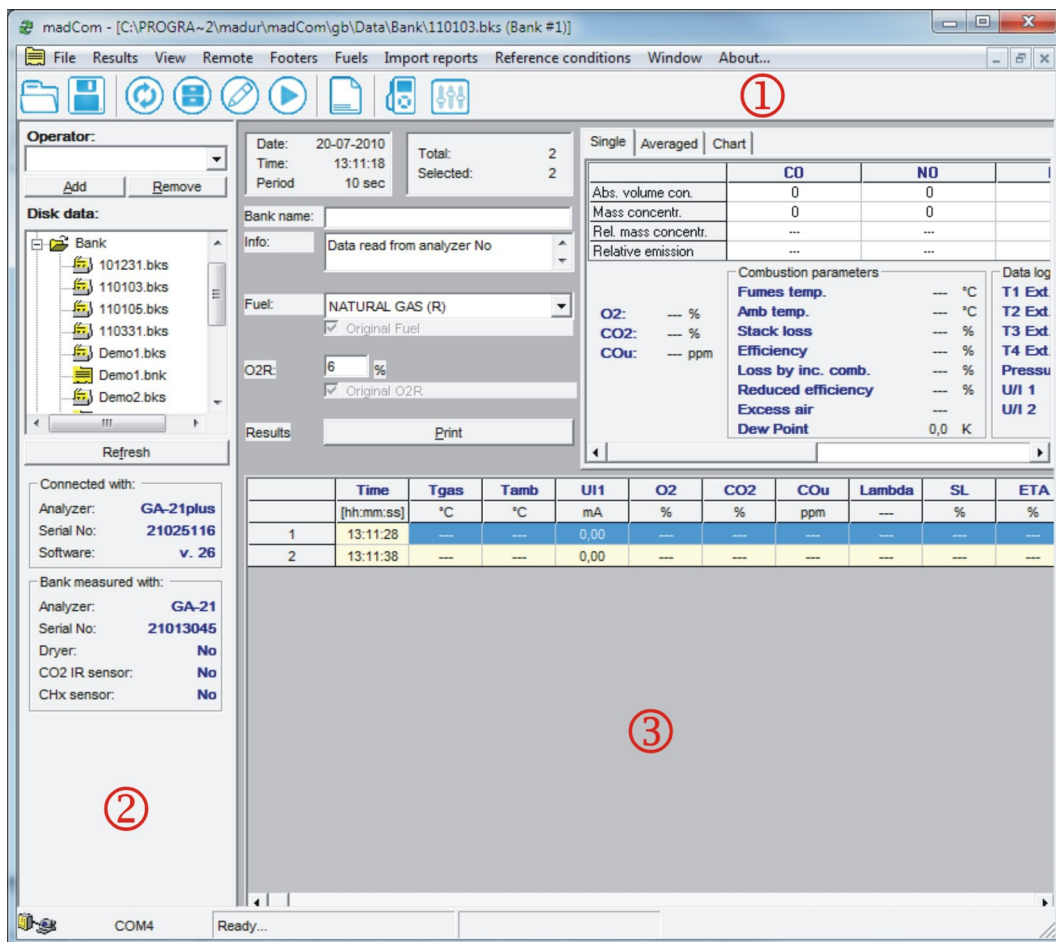 madCom - [C:\PROGRA~2\madur\madCom\gb\Data\Bank\110103.bks (Bank #1)]
File Results View Remote Footers Fuels Import reports Reference conditions Window About...
①
Operator:
Add Remove
Disk data:
Bank
101231.bks
110103.bks
110105.bks
110331.bks
Demo1.bks
Demo1.bnk
Demo2.bks
Refresh
Connected with:
Analyzer: GA-21plus
Serial No: 21025116
Software: v. 26
Bank measured with:
Analyzer: GA-21
Serial No: 21013045
Dryer: No
CO2 IR sensor: No
CHx sensor: No
②
Date: 20-07-2010
Time: 13:11:18
Period 10 sec
Total: 2
Selected: 2
Bank name:
Info: Data read from analyzer No
Fuel: NATURAL GAS (R)
Original Fuel
O2R: 6 %
Original O2R
Results Print
Single Averaged Chart
CO NO
Abs. volume con. 0 0
Mass concentr. 0 0
Rel. mass concentr. --- ---
Relative emission --- ---
O2: --- %
CO2: --- %
COu: --- ppm
Combustion parameters
Fumes temp. --- °C
Amb temp. --- °C
Stack loss --- %
Efficiency --- %
Loss by inc. comb. --- %
Reduced efficiency --- %
Excess air ---
Dew Point 0,0 K
Data log
T1 Ext.
T2 Ext.
T3 Ext.
T4 Ext.
Pressu
U/I 1
U/I 2
Time Tgas Tamb UI1 O2 CO2 COu Lambda SL ETA
[hh:mm:ss] °C °C mA % % ppm --- % %
1 13:11:28 --- --- 0,00 --- --- --- --- --- ---
2 13:11:38 --- --- 0,00 --- --- --- --- --- ---
③
COM4 Ready...